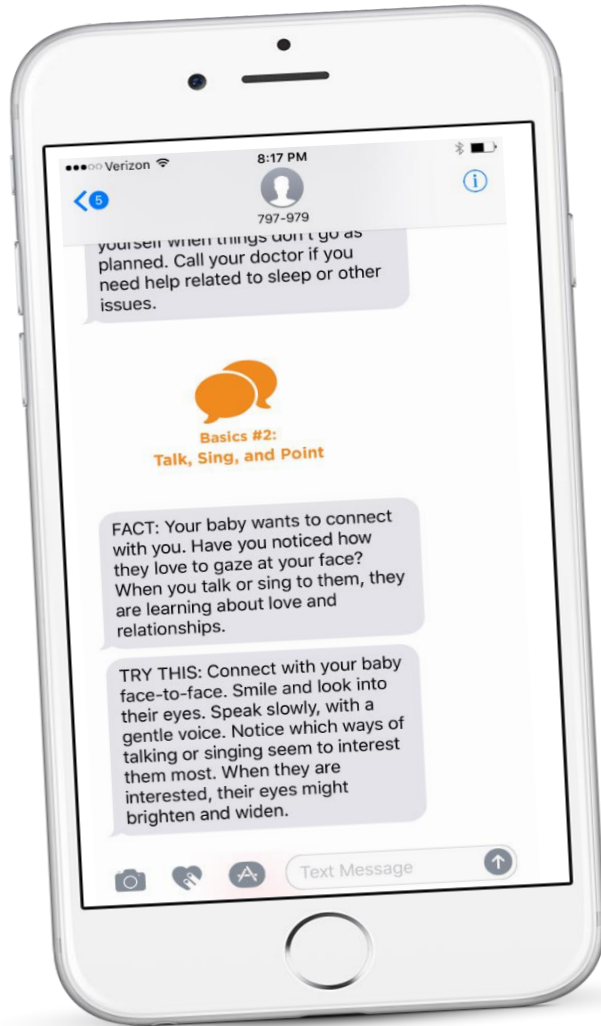 Verizon
8:17 PM
5
797-979
yourself when things don't go as
planned. Call your doctor if you
need help related to sleep or other
issues.
Basics #2:
Talk, Sing, and Point
FACT: Your baby wants to connect
with you. Have you noticed how
they love to gaze at your face?
When you talk or sing to them, they
are learning about love and
relationships.
TRY THIS: Connect with your baby
face-to-face. Smile and look into
their eyes. Speak slowly, with a
gentle voice. Notice which ways of
talking or singing seem to interest
them most. When they are
interested, their eyes might
brighten and widen.
Text Message